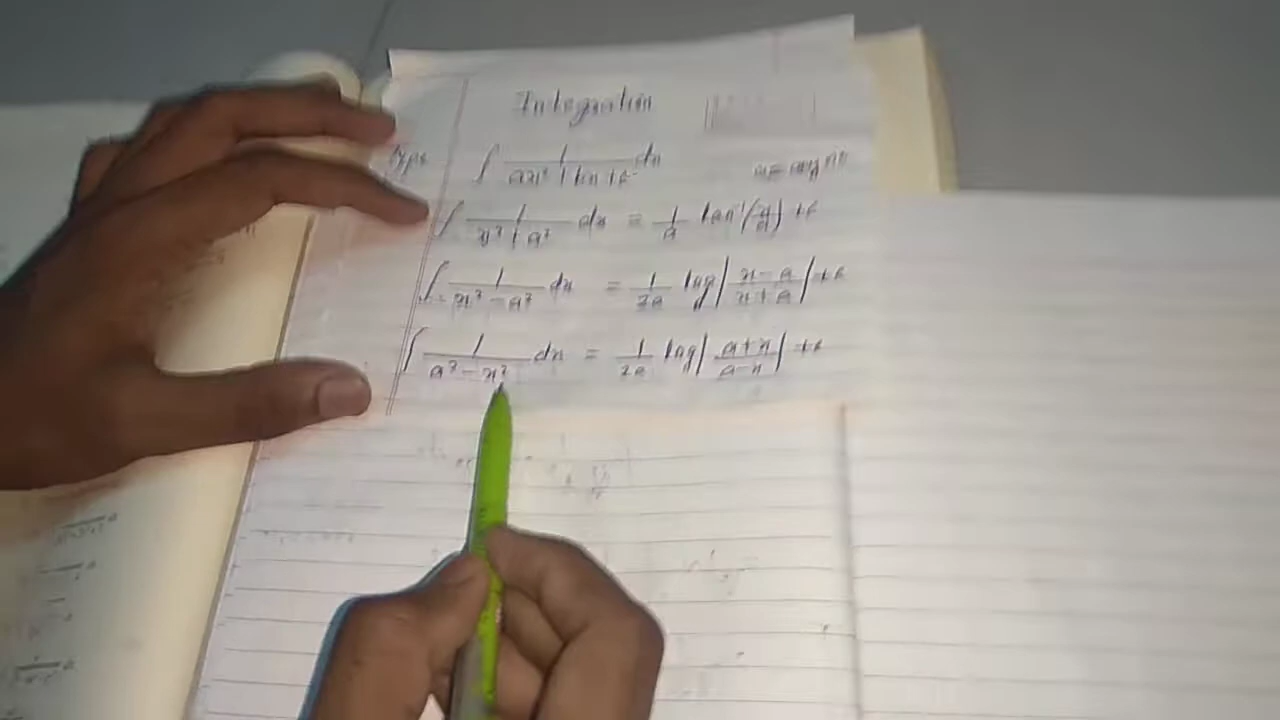 Integration
Type ∫ 1/(ax² + bx + c) dx
∫ 1/(x² + a²) dx = 1/a tan⁻¹(x/a) + c
∫ 1/(x² - a²) dx = 1/2a log|(x - a)/(x + a)| + c
∫ 1/(a² - x²) dx = 1/2a log|(a + x)/(a - x)| + c